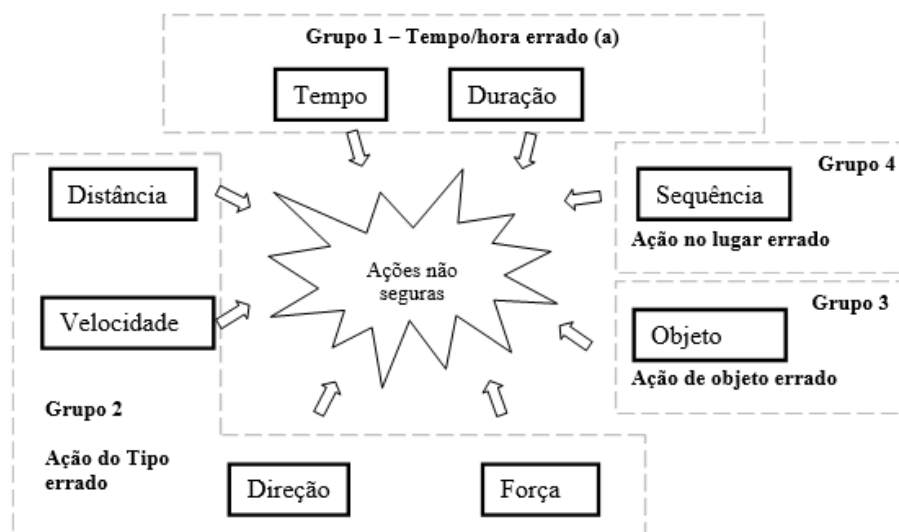 Grupo 1 – Tempo/hora errado (a)
Tempo
Duração
Grupo 4
Sequência
Ação no lugar errado
Distância
Ações não
seguras
Velocidade
Grupo 3
Objeto
Ação de objeto errado
Grupo 2
Ação do Tipo
errado
Direção
Força